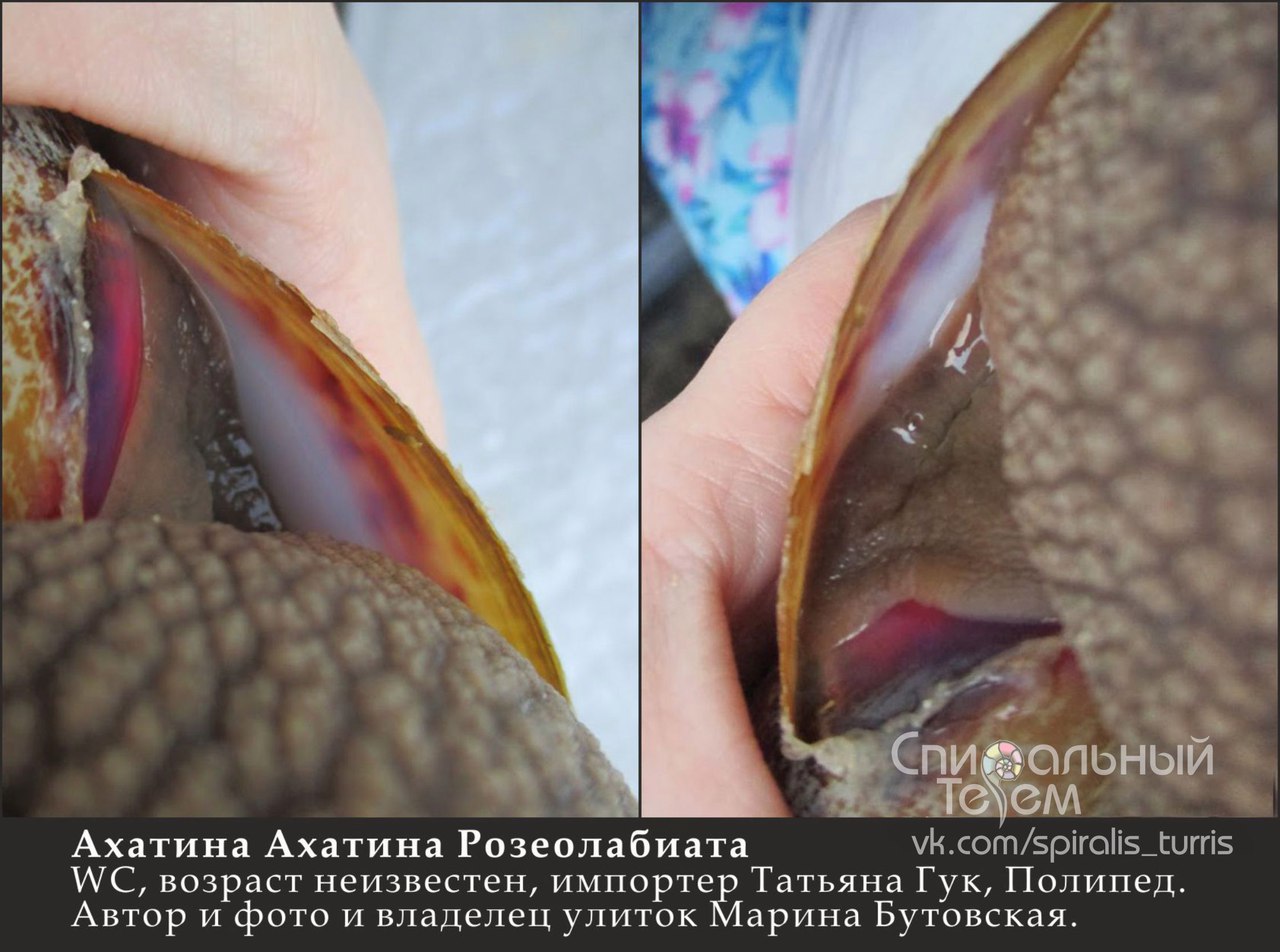 Спиральный
Терем
vk.com/spiralis_turris
Ахатина Ахатина Розеолабиата
WC, возраст неизвестен, импортер Татьяна Гук, Полипед.
Автор и фото и владелец улиток Марина Бутовская.